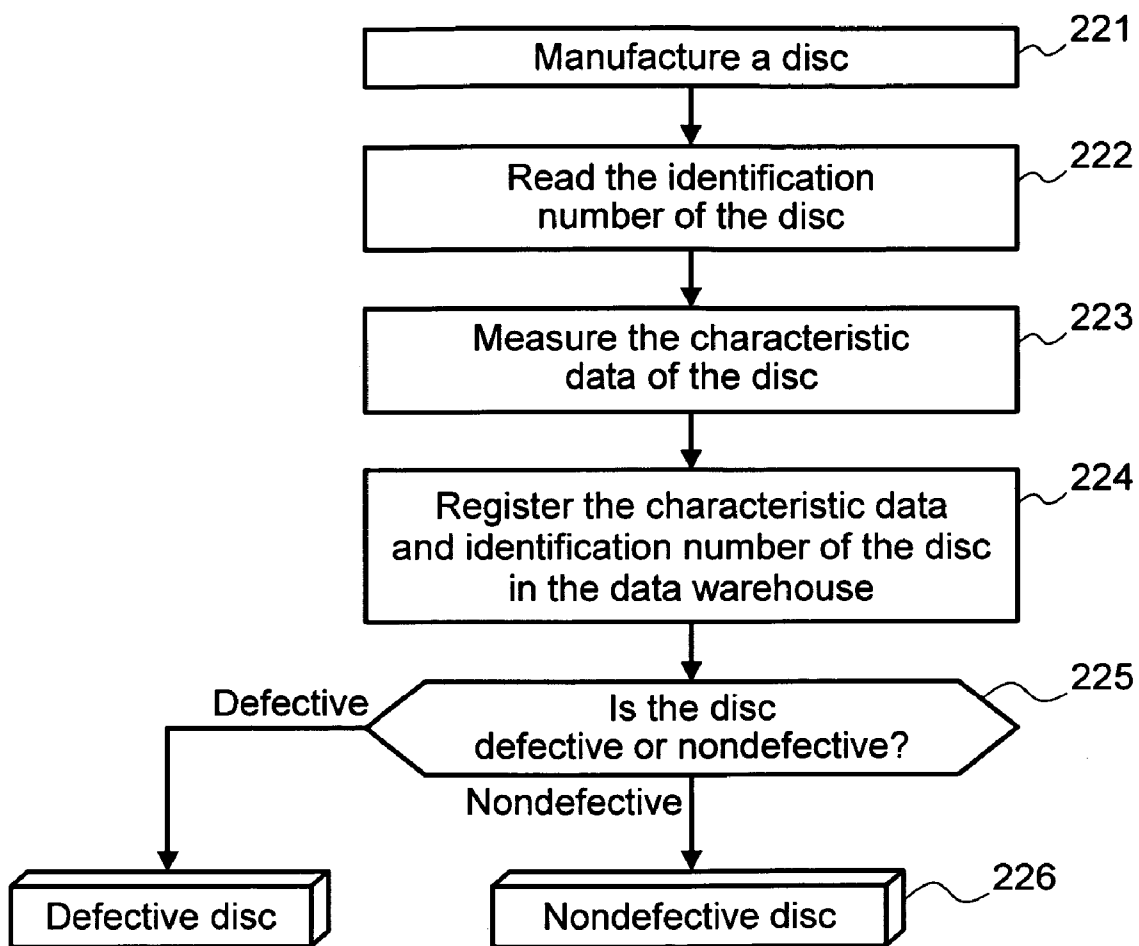 221
Manufacture a disc
222
Read the identification
number of the disc
223
Measure the characteristic
data of the disc
224
Register the characteristic data
and identification number of the disc
in the data warehouse
225
Defective
Is the disc
defective or nondefective?
Nondefective
226
Defective disc
Nondefective disc